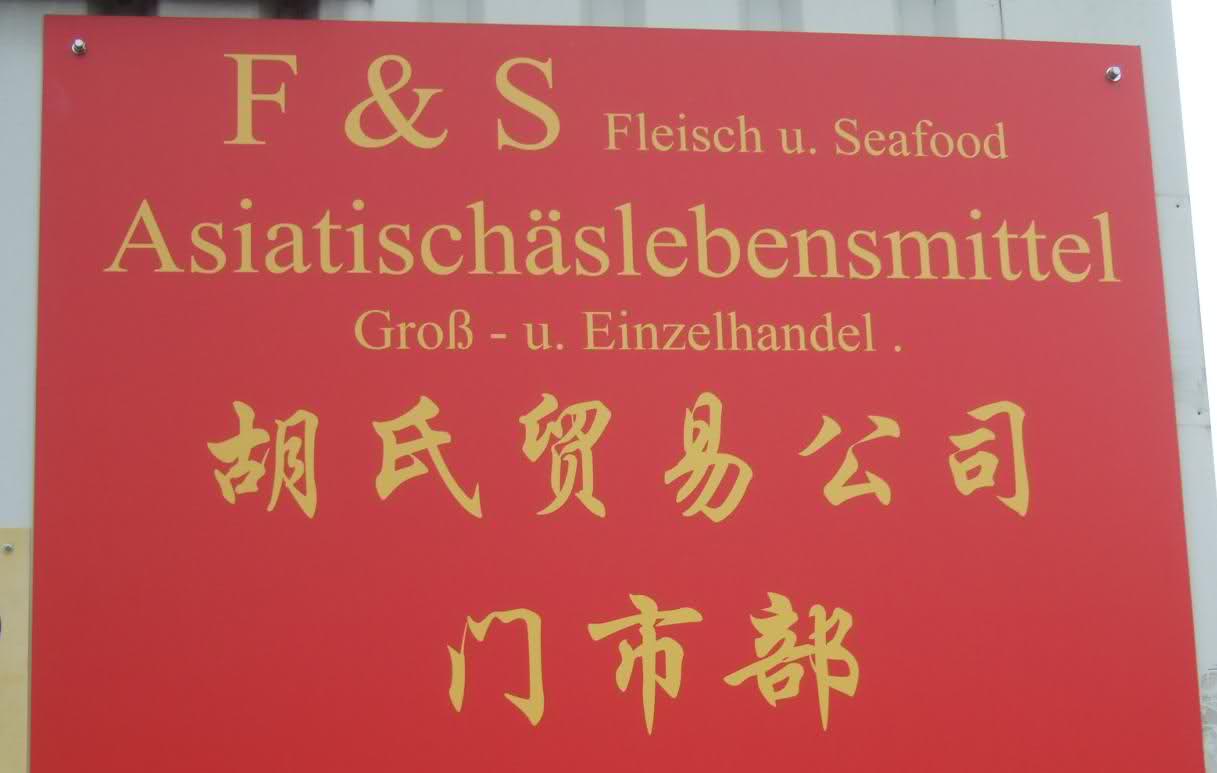 F & S Fleisch u. Seafood
Asiatischäslebensmittel
Groß - u. Einzelhandel .
胡氏贸易公司
门市部